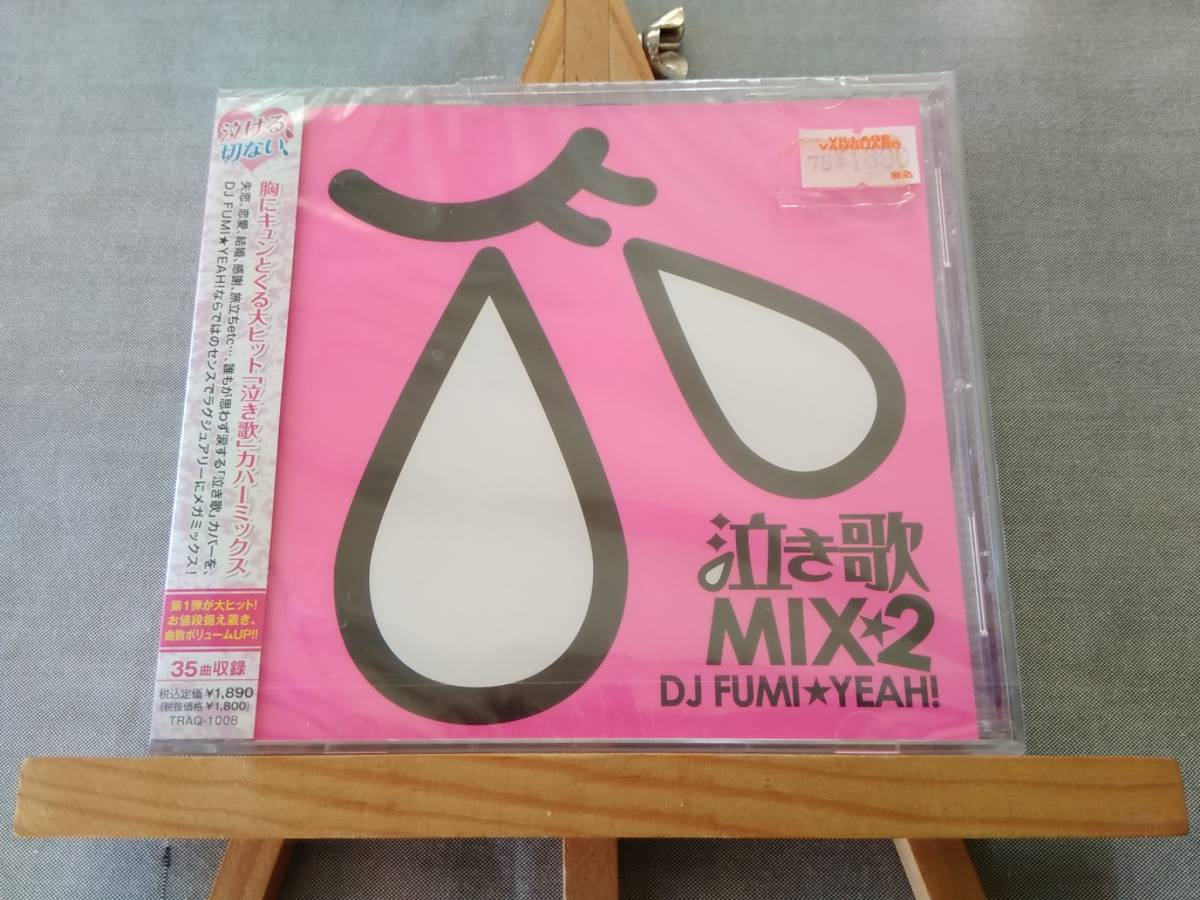 泣ける、
切ない、
胸にキュンとくる大ヒット「泣き歌」カバーミックス
失恋、恋愛、結婚、感謝、旅立ちetc…、誰もが思わず涙する「泣き歌」カバーを、
DJ FUMI★YEAH!ならではのセンスでラグジュアリーにメガミックス!
第1弾が大ヒット!
お値段据え置き、
曲数ボリュームUP!!
35曲収録
税込定価 ¥1,890
(税抜価格 ¥1,800)
TRAQ-1008
VILLAGE
VANGUARD
税込
泣き歌
MIX★2
DJ FUMI★YEAH!